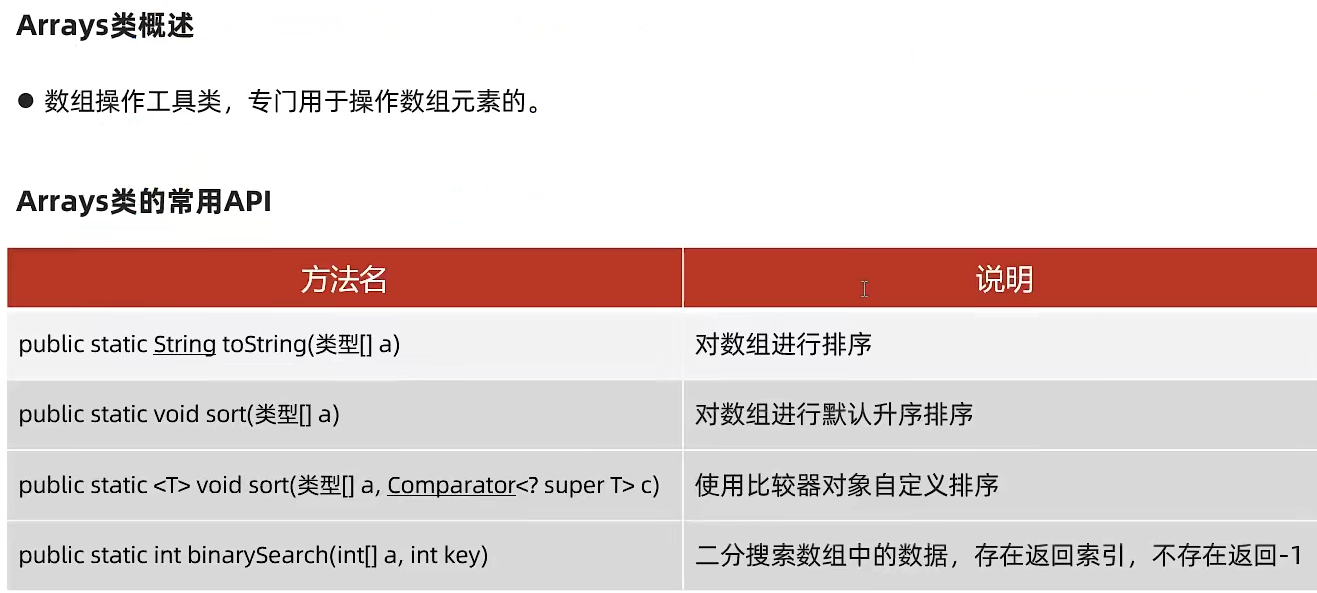 Arrays类概述
● 数组操作工具类，专门用于操作数组元素的。
Arrays类的常用API
方法名 说明
public static String toString(类型[] a) 对数组进行排序
public static void sort(类型[] a) 对数组进行默认升序排序
public static <T> void sort(类型[] a, Comparator<? super T> c) 使用比较器对象自定义排序
public static int binarySearch(int[] a, int key) 二分搜索数组中的数据，存在返回索引，不存在返回-1